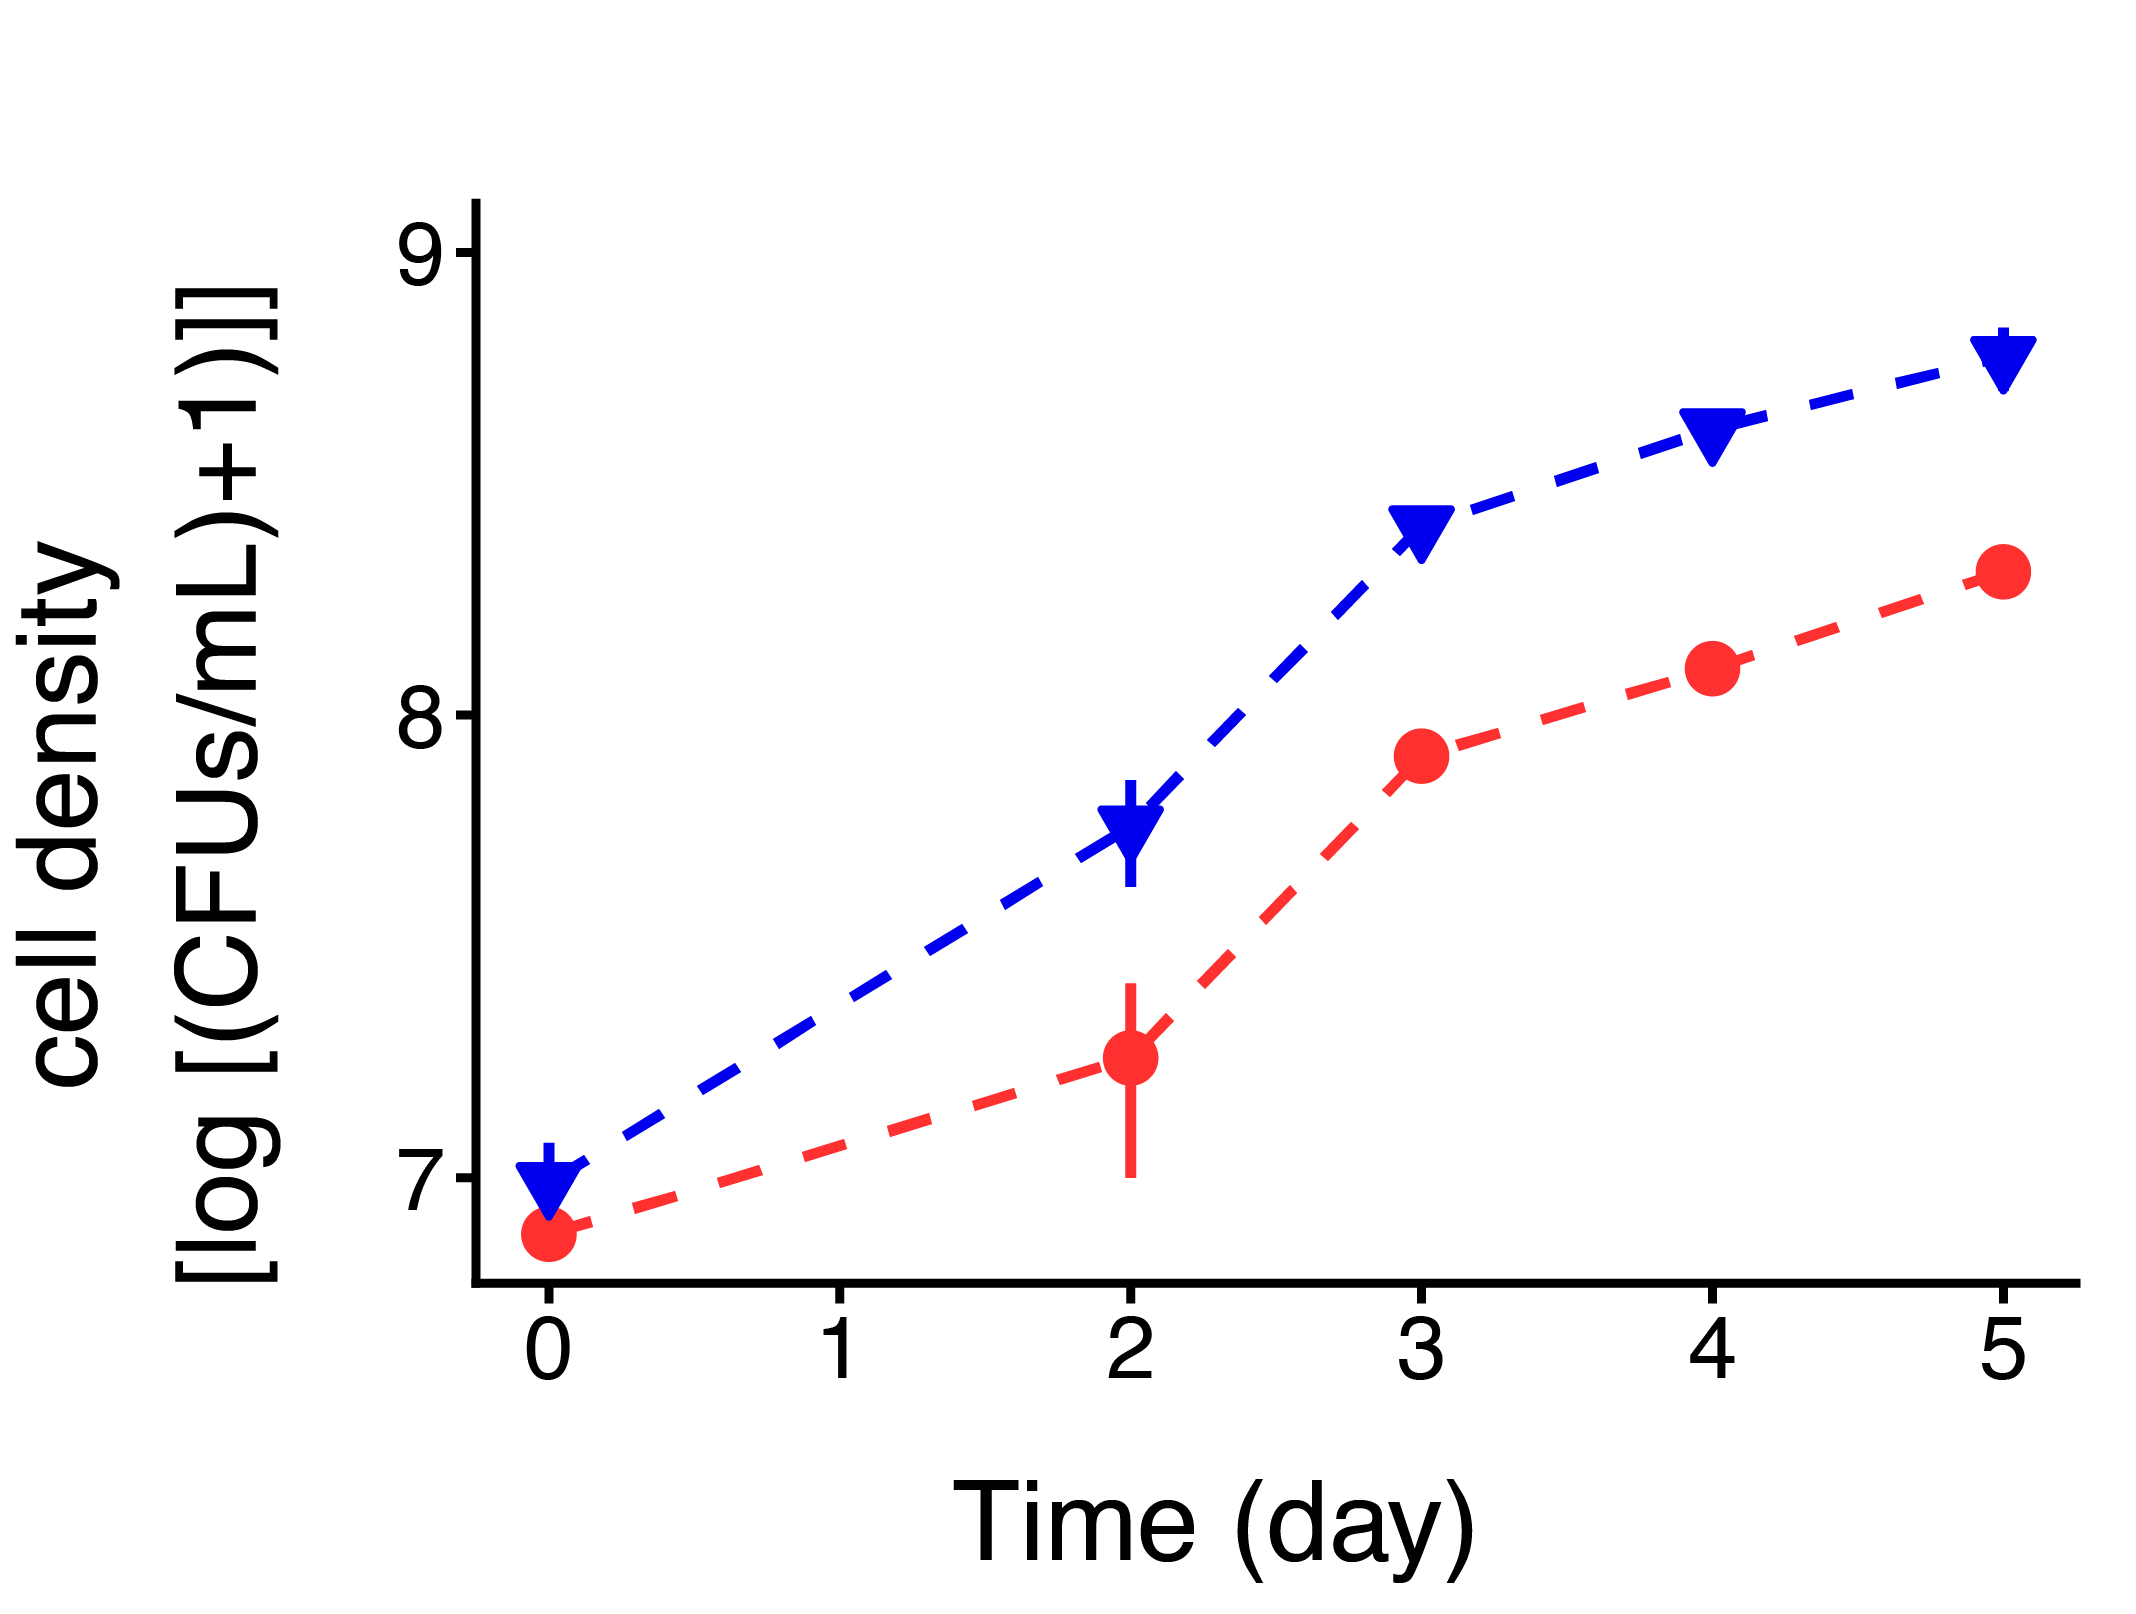 cell density
[log [(CFUs/mL)+1)]]
9
8
7
0 1 2 3 4 5
Time (day)